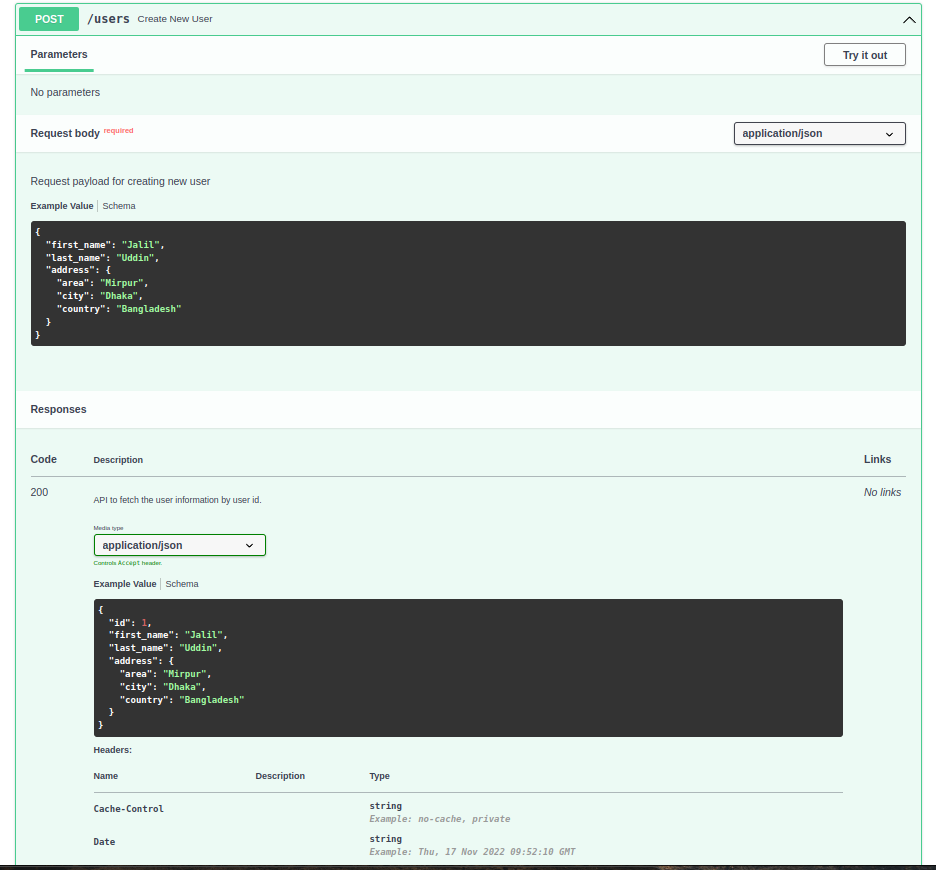 POST /users Create New User
Parameters
Try it out
No parameters
Request body required
application/json
Request payload for creating new user
Example Value Schema
{
  "first_name": "Jalil",
  "last_name": "Uddin",
  "address": {
    "area": "Mirpur",
    "city": "Dhaka",
    "country": "Bangladesh"
  }
}
Responses
Code Description Links
200 API to fetch the user information by user id. No links
Media type
application/json
Controls Accept header.
Example Value Schema
{
  "id": 1,
  "first_name": "Jalil",
  "last_name": "Uddin",
  "address": {
    "area": "Mirpur",
    "city": "Dhaka",
    "country": "Bangladesh"
  }
}
Headers:
Name Description Type
Cache-Control string
Example: no-cache, private
Date string
Example: Thu, 17 Nov 2022 09:52:10 GMT